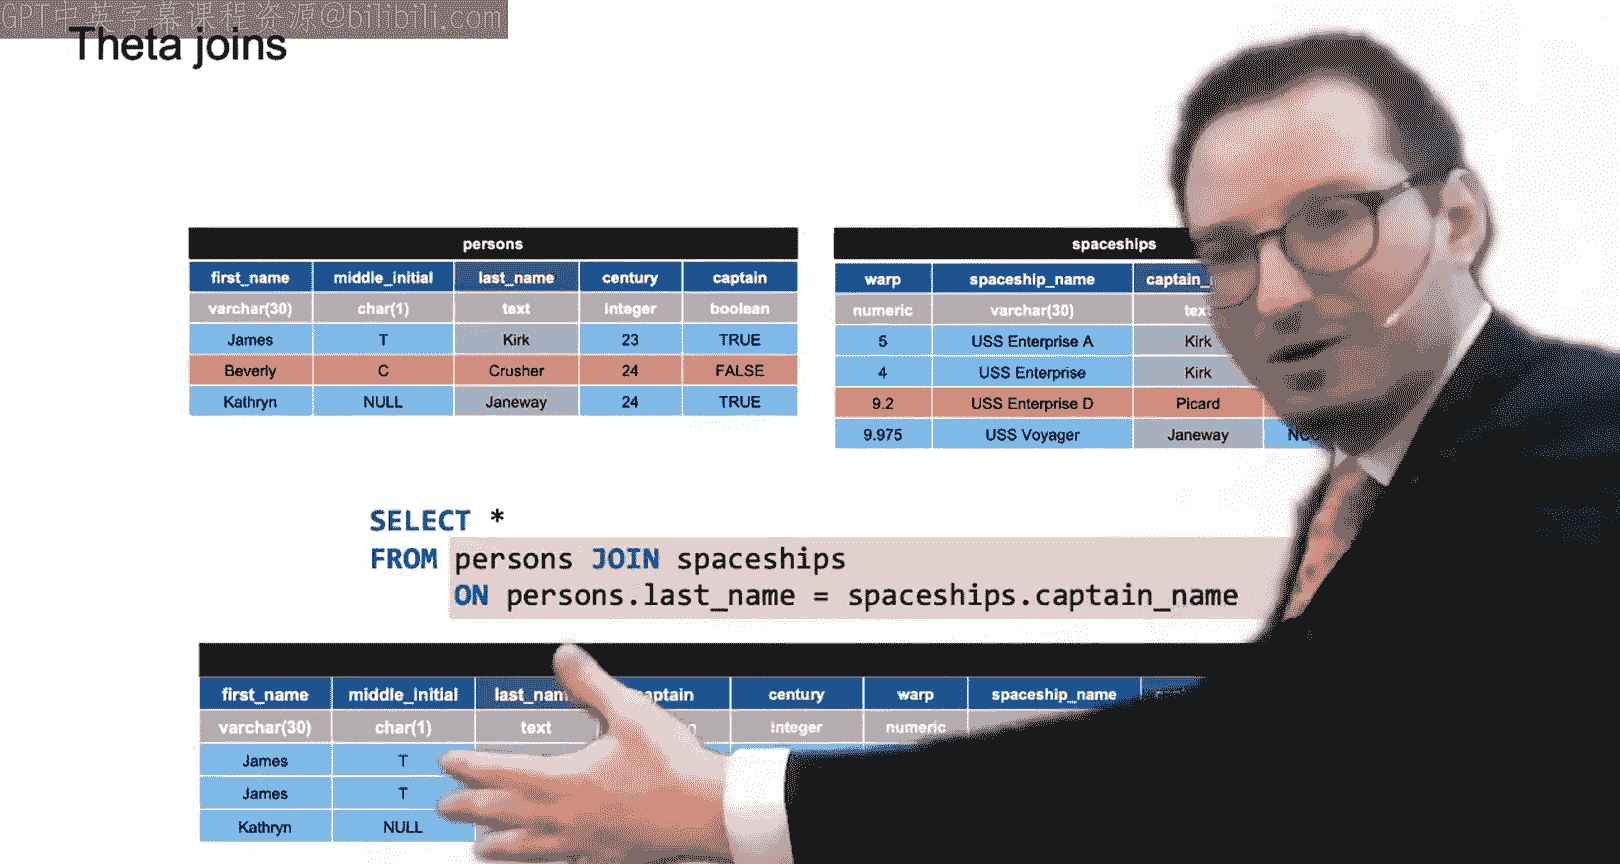 GPT中英字幕课程资源@bilibili.com
Theta joins
persons
first_name middle_initial last_name century captain
varchar(30) char(1) text integer boolean
James T Kirk 23 TRUE
Beverly C Crusher 24 FALSE
Kathryn NULL Janeway 24 TRUE
spaceships
warp spaceship_name
numeric varchar(30) text
5 USS Enterprise A Kirk
4 USS Enterprise Kirk
9.2 USS Enterprise D Picard
9.975 USS Voyager Janeway
SELECT *
FROM persons JOIN spaceships
ON persons.last_name = spaceships.captain_name
first_name middle_initial century warp spaceship_name
varchar(30) char(1) text integer numeric
James T
James T
Kathryn NULL